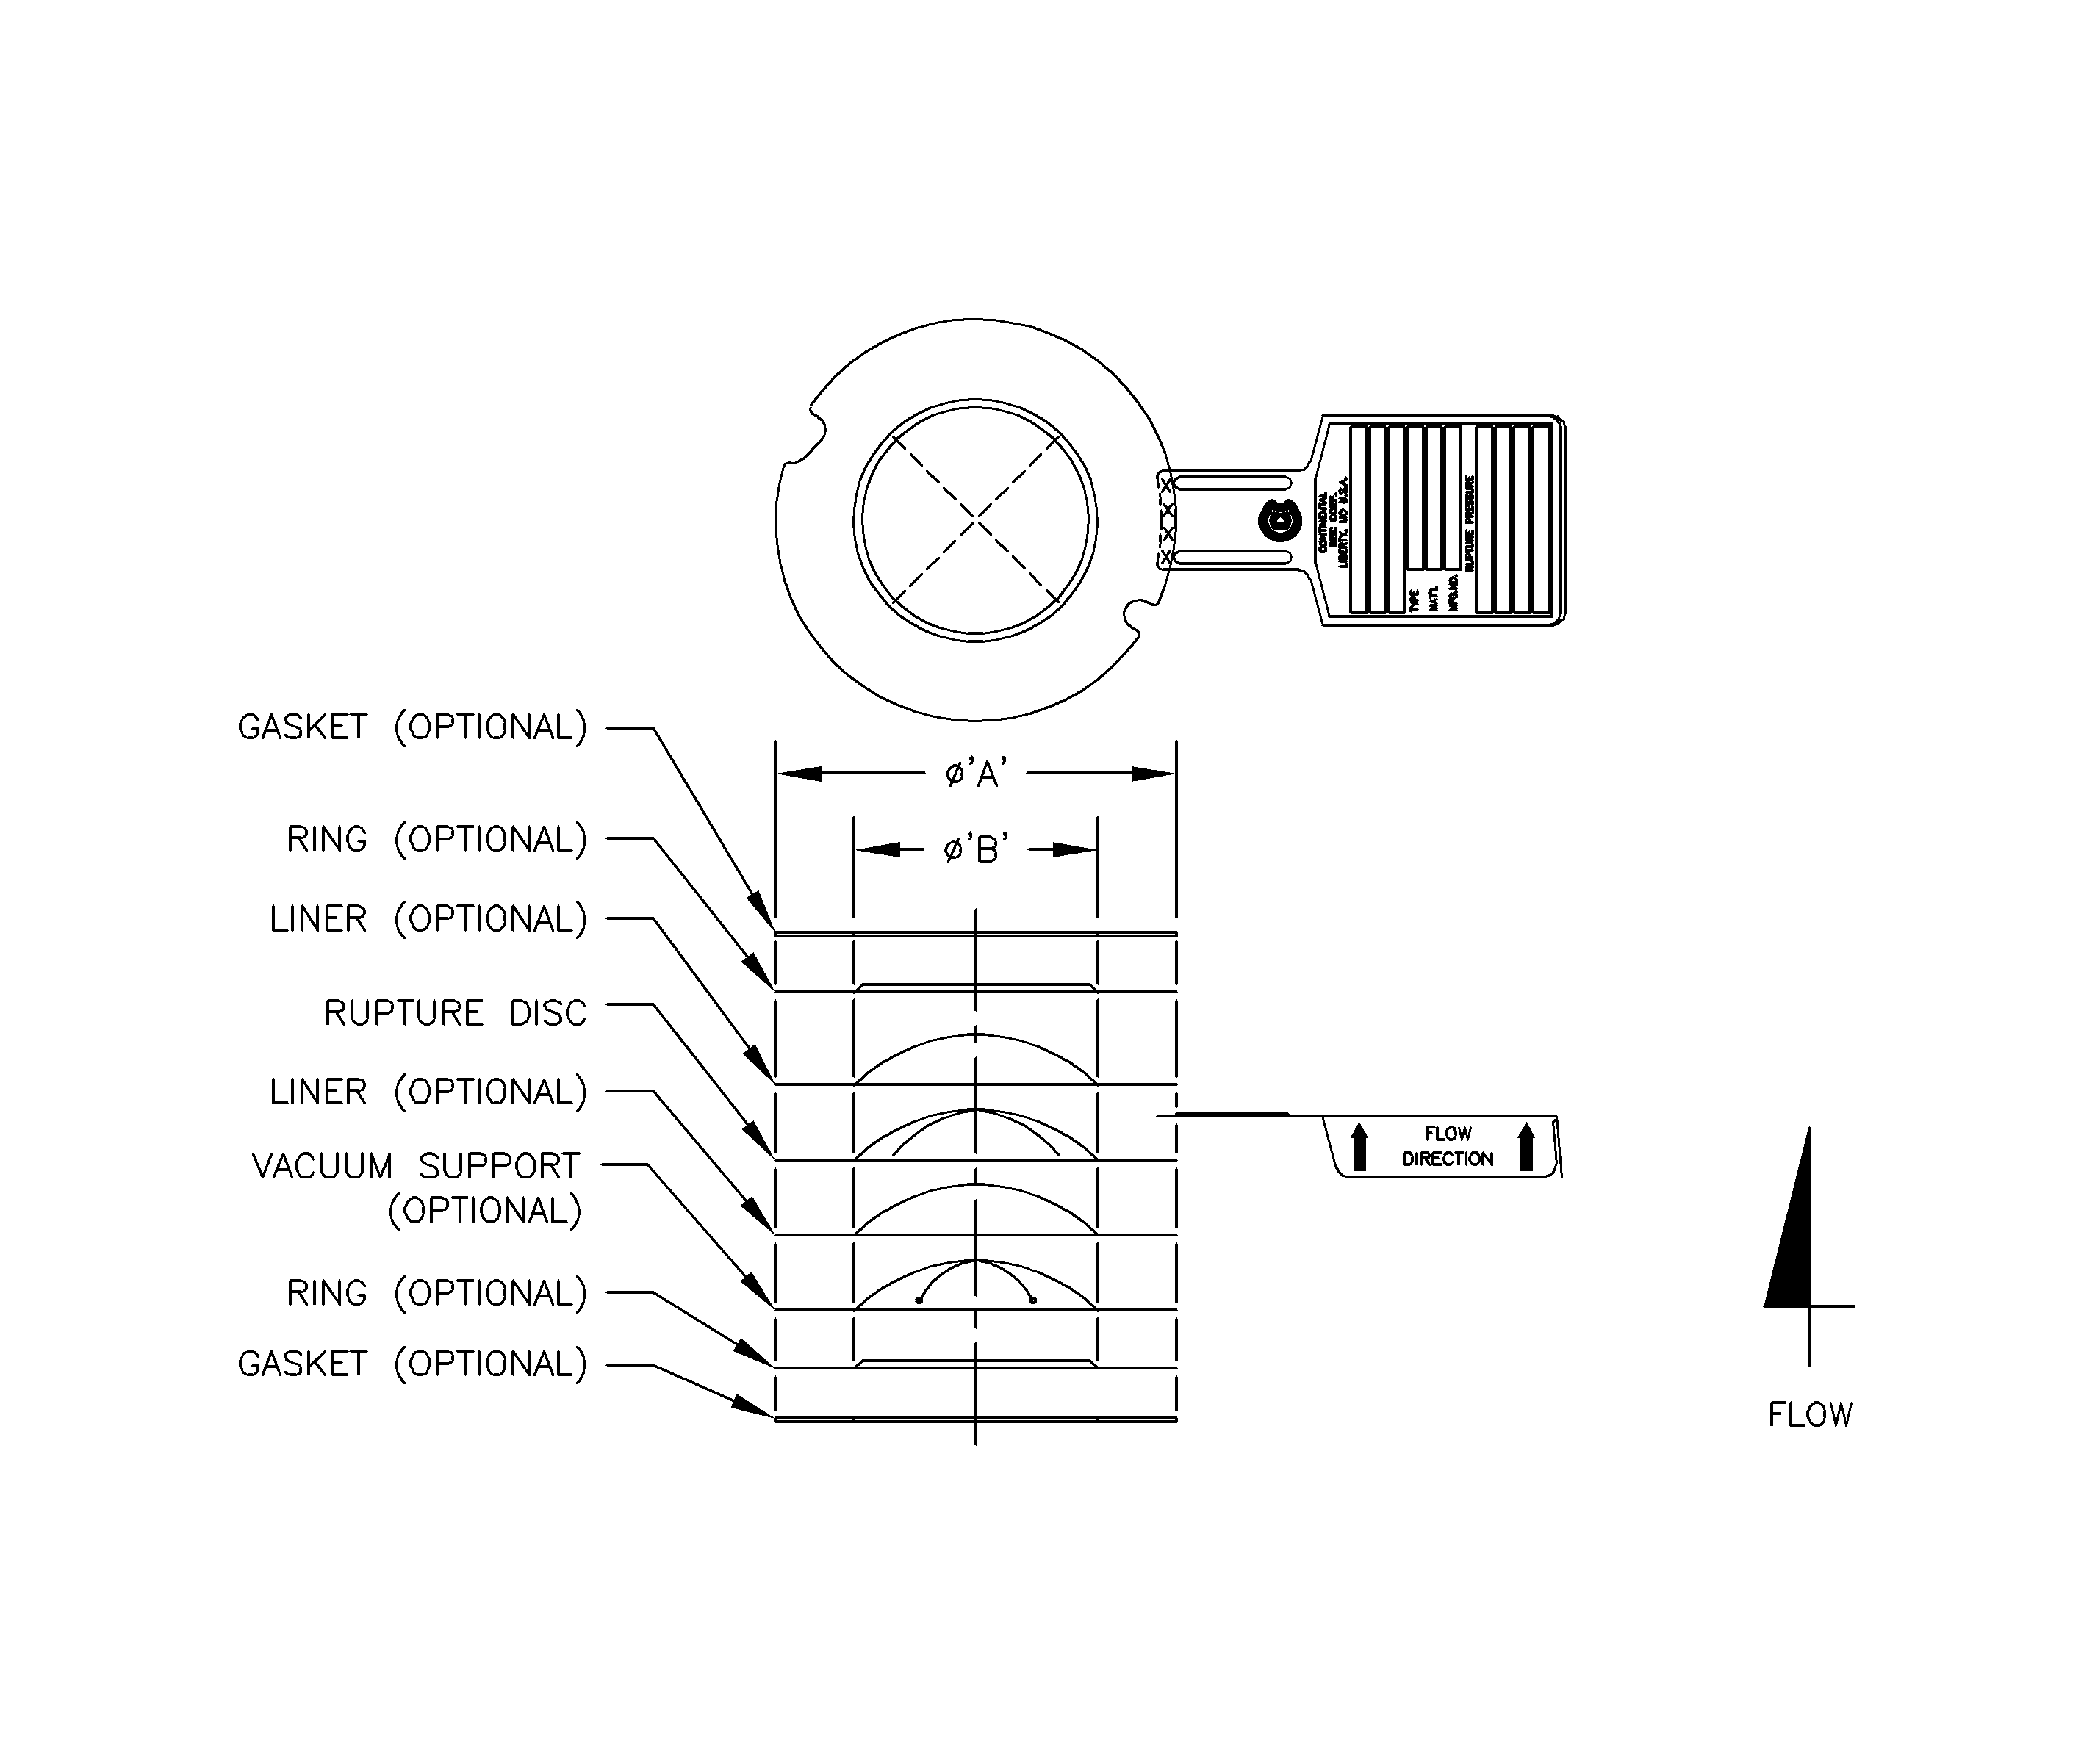 CONTINENTAL
DISC CORP.
LIBERTY, MO U.S.A.
TYPE
MAT'L
MFG.NO.
RUPTURE PRESSURE
GASKET (OPTIONAL)
ø'A'
RING (OPTIONAL)
ø'B'
LINER (OPTIONAL)
RUPTURE DISC
LINER (OPTIONAL)
FLOW
DIRECTION
VACUUM SUPPORT
(OPTIONAL)
RING (OPTIONAL)
GASKET (OPTIONAL)
FLOW